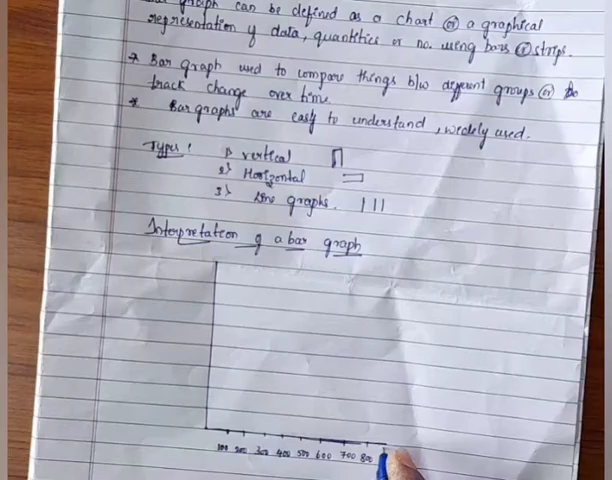 graph can be defined as a chart (or) a graphical
representation of data, quantities or no. using bars (or) strips.
* Bar graph used to compare things b/w different groups (or) to
track change over time
* Bar graphs are easy to understand, widely used.
Types: 1) vertical
2) Horizontal
3) Line graphs.
Interpretation of a bar graph
100 200 300 400 500 600 700 800